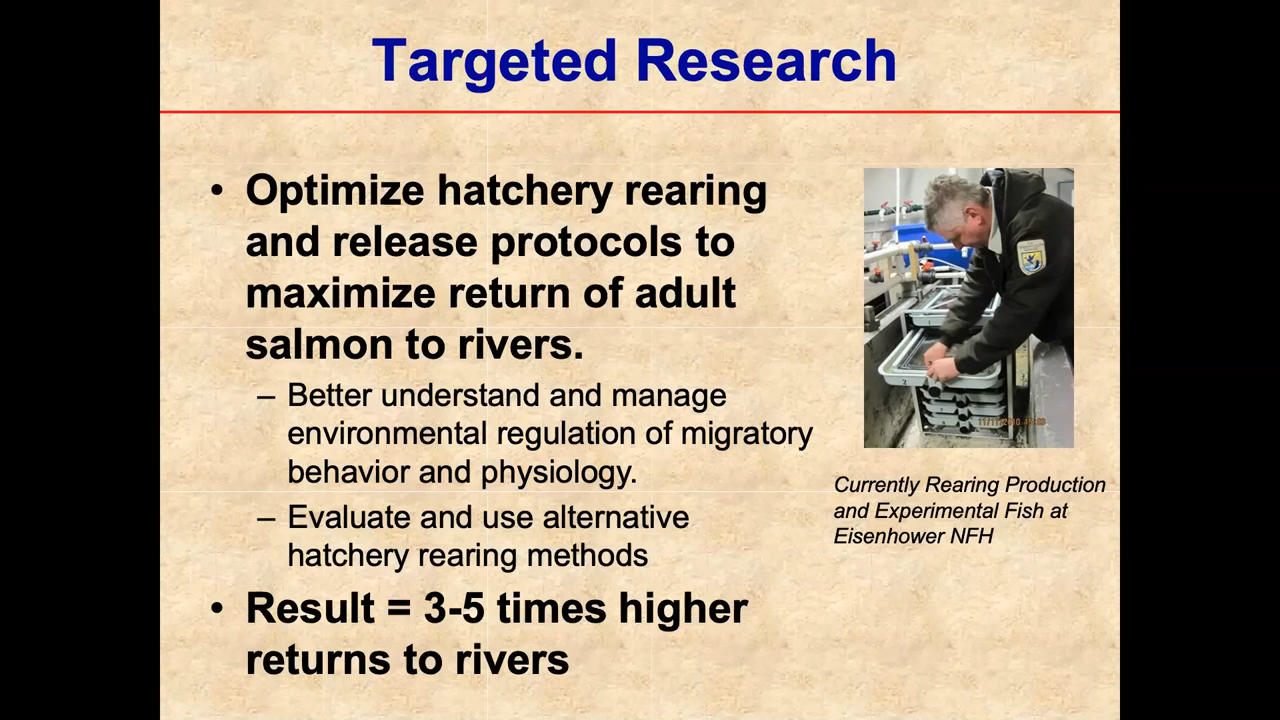 Targeted Research
• Optimize hatchery rearing
and release protocols to
maximize return of adult
salmon to rivers.
– Better understand and manage
environmental regulation of migratory
behavior and physiology.
– Evaluate and use alternative
hatchery rearing methods
• Result = 3-5 times higher
returns to rivers
2
Currently Rearing Production
and Experimental Fish at
Eisenhower NFH